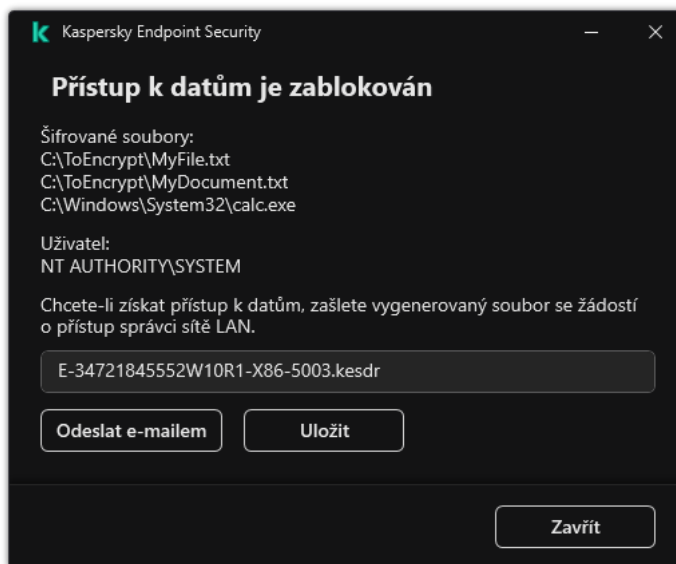 Kaspersky Endpoint Security
Přístup k datům je zablokován
Šifrované soubory:
C:\ToEncrypt\MyFile.txt
C:\ToEncrypt\MyDocument.txt
C:\Windows\System32\calc.exe
Uživatel:
NT AUTHORITY\SYSTEM
Chcete-li získat přístup k datům, zašlete vygenerovaný soubor se žádostí
o přístup správci sítě LAN.
E-34721845552W10R1-X86-5003.kesdr
Odeslat e-mailem
Uložit
Zavřít